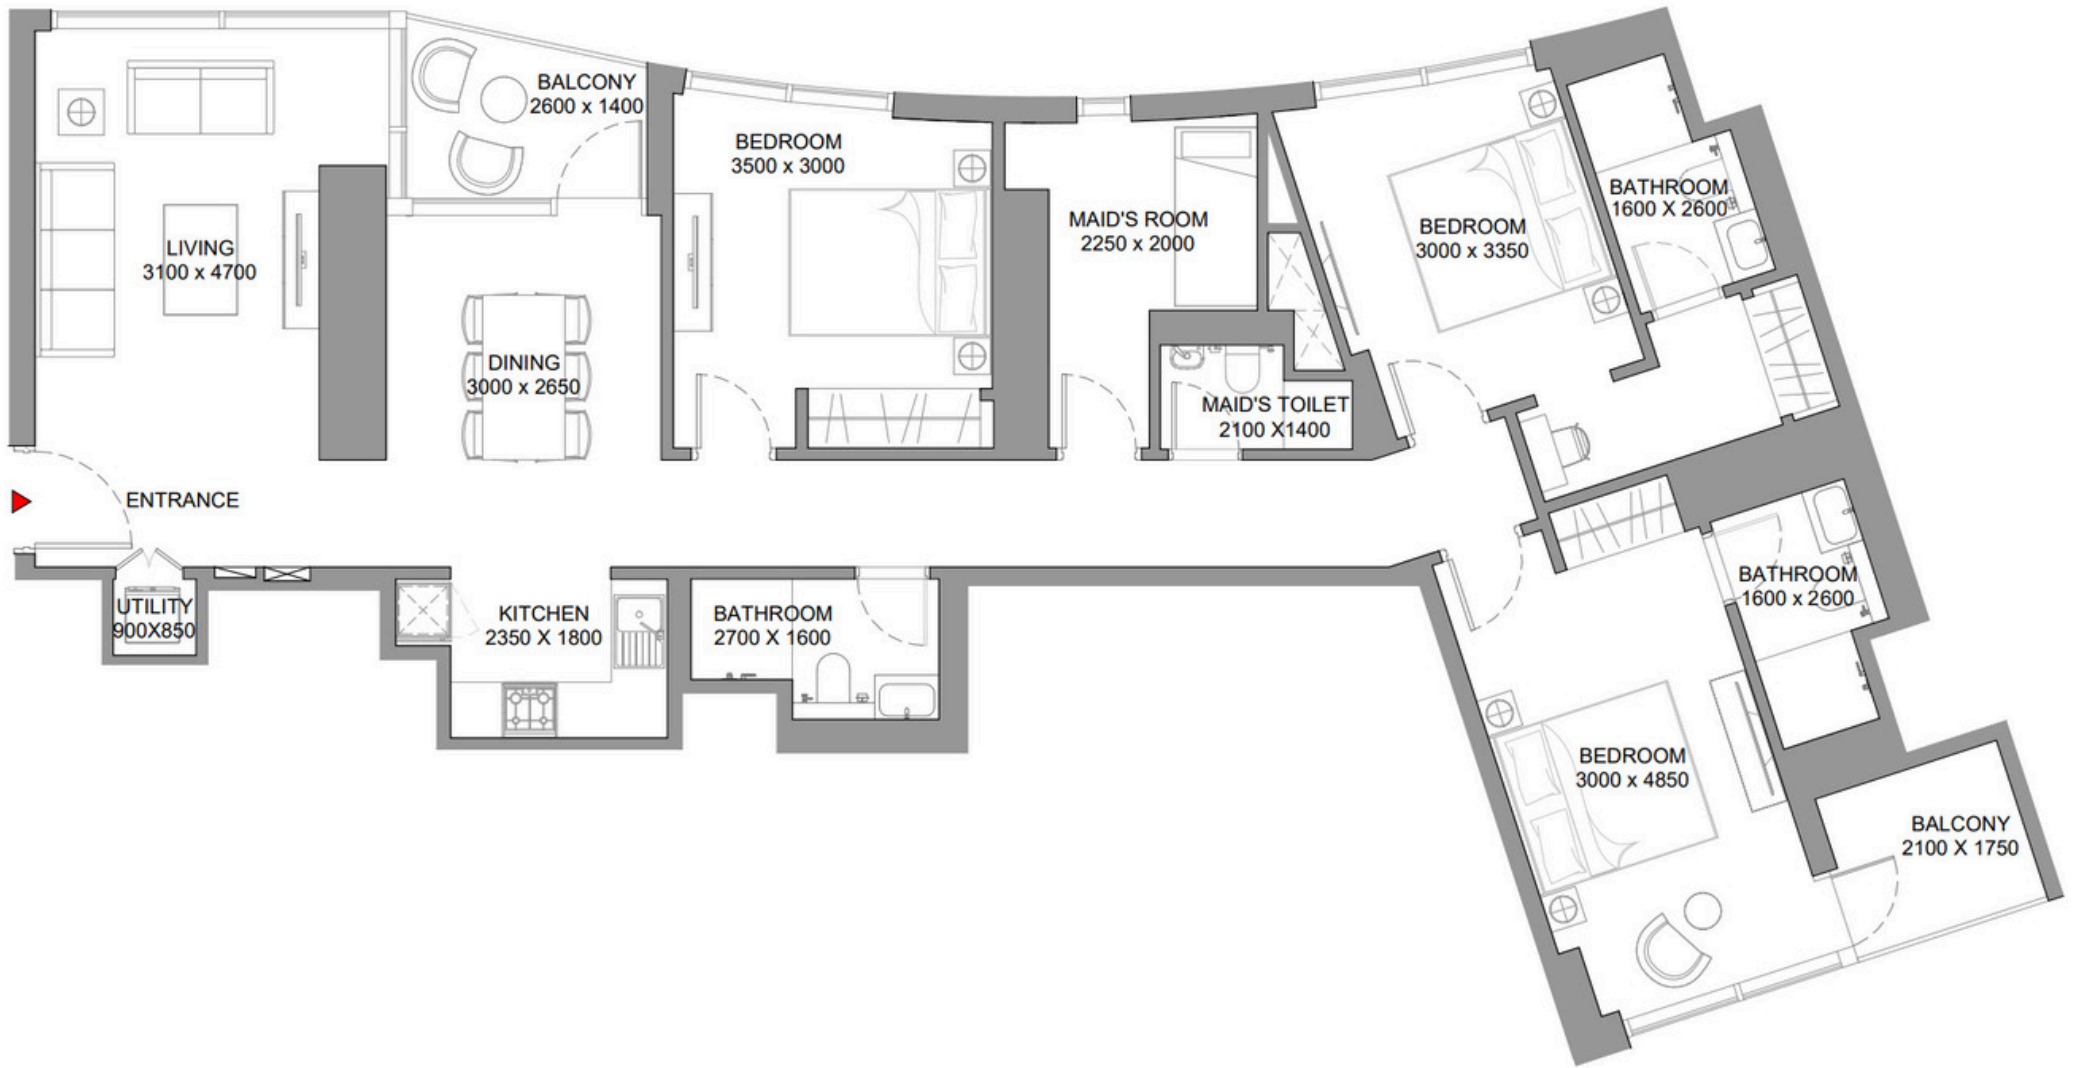 BALCONY
2600 x 1400
BEDROOM
3500 x 3000
LIVING
3100 x 4700
MAID'S ROOM
2250 x 2000
BEDROOM
3000 x 3350
BATHROOM
1600 X 2600
DINING
3000 x 2650
MAID'S TOILET
2100 X1400
ENTRANCE
UTILITY
900X850
KITCHEN
2350 X 1800
BATHROOM
2700 X 1600
BATHROOM
1600 x 2600
BEDROOM
3000 x 4850
BALCONY
2100 X 1750